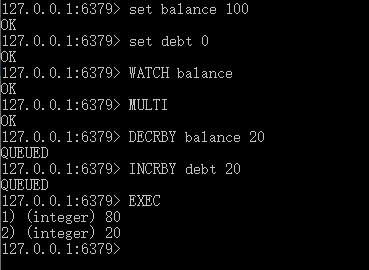 127.0.0.1:6379> set balance 100
OK
127.0.0.1:6379> set debt 0
OK
127.0.0.1:6379> WATCH balance
OK
127.0.0.1:6379> MULTI
OK
127.0.0.1:6379> DECRBY balance 20
QUEUED
127.0.0.1:6379> INCRBY debt 20
QUEUED
127.0.0.1:6379> EXEC
1) (integer) 80
2) (integer) 20
127.0.0.1:6379>